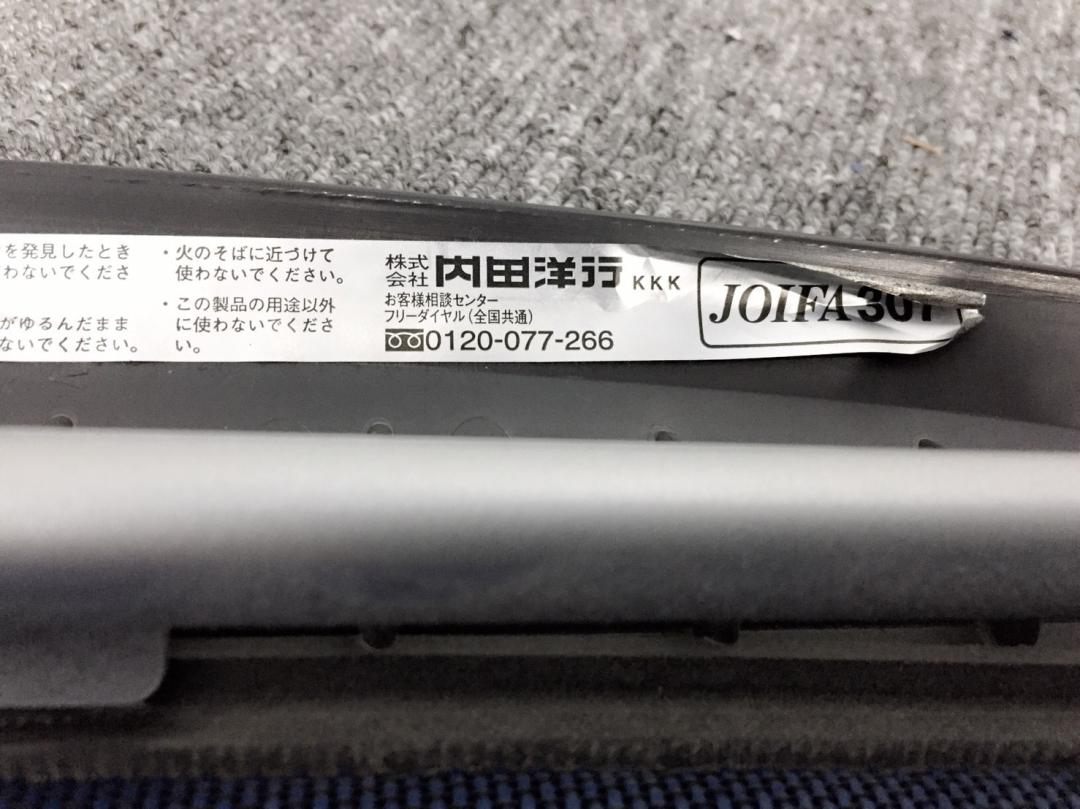 を発見したとき
わないでくださ
がゆるんだまま
ないでください。
・火のそばに近づけて
使わないでください。
・この製品の用途以外
に使わないでくださ
い。
株式会社 内田洋行 KKK
お客様相談センター
フリーダイヤル（全国共通）
0120-077-266
JOIFA 301